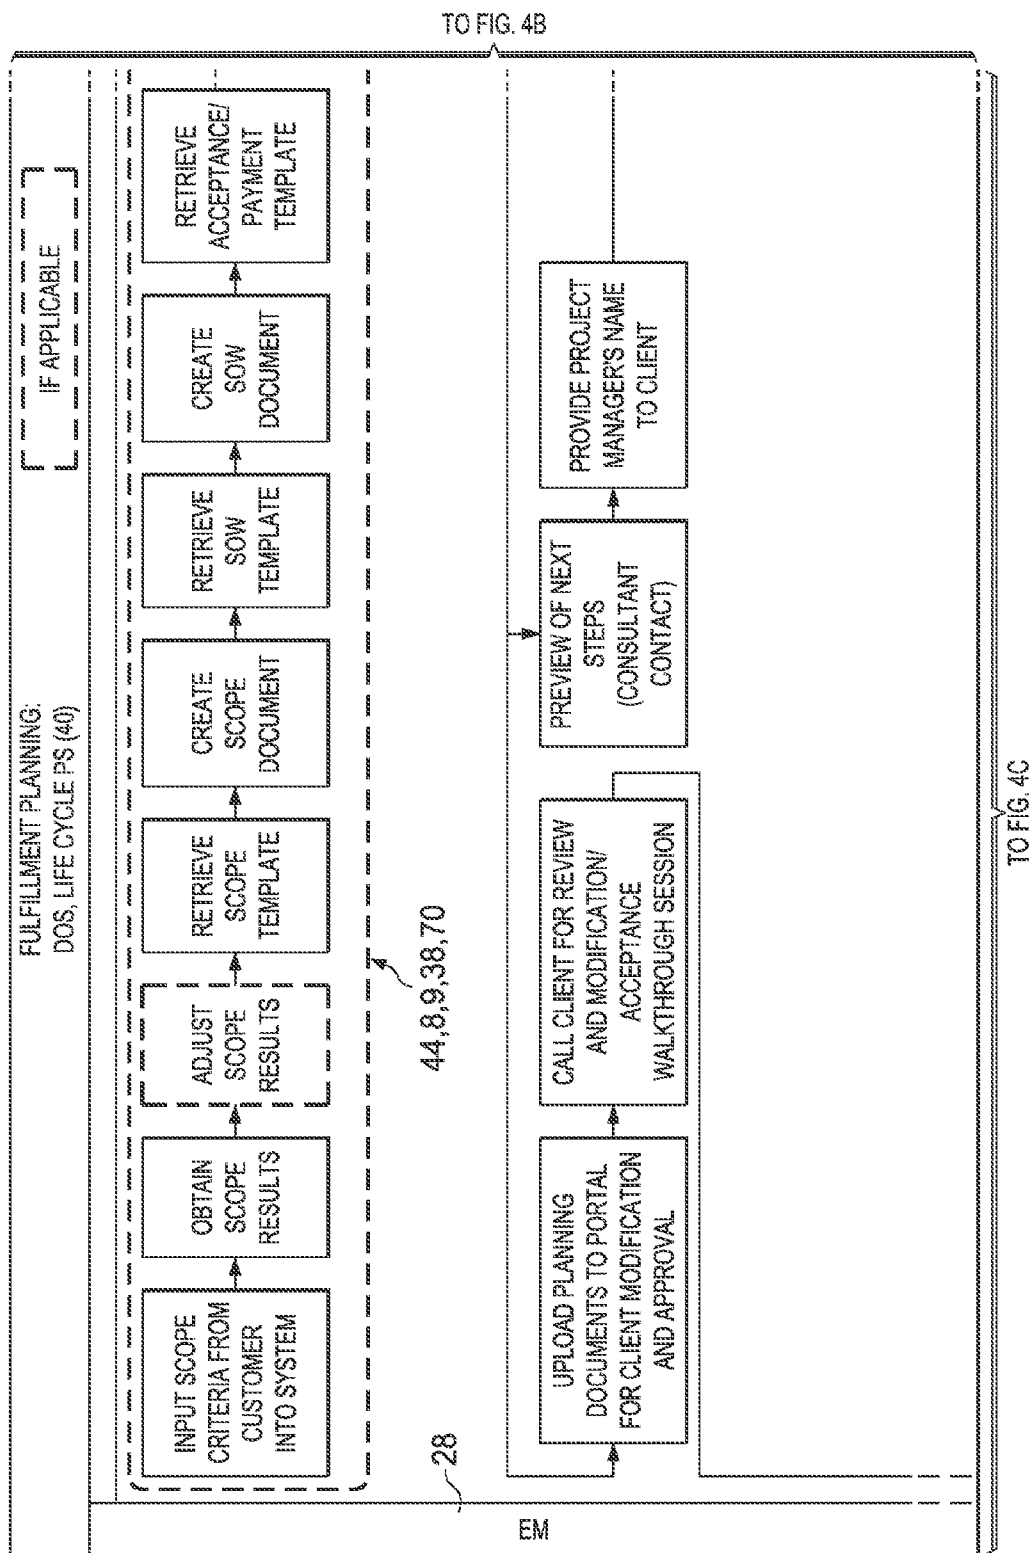 FULFILLMENT PLANNING:
DOS, LIFE CYCLE PS (40)
IF APPLICABLE
INPUT SCOPE
CRITERIA FROM
CUSTOMER
INTO SYSTEM
OBTAIN
SCOPE
RESULTS
ADJUST
SCOPE
RESULTS
RETRIEVE
SCOPE
TEMPLATE
CREATE
SCOPE
DOCUMENT
RETRIEVE
SOW
TEMPLATE
CREATE
SOW
DOCUMENT
RETRIEVE
ACCEPTANCE/
PAYMENT
TEMPLATE
44,8,9,38,70
EM
28
UPLOAD PLANNING
DOCUMENTS TO PORTAL
FOR CLIENT MODIFICATION
AND APPROVAL
CALL CLIENT FOR REVIEW
AND MODIFICATION/
ACCEPTANCE
WALKTHROUGH SESSION
PREVIEW OF NEXT
STEPS
(CONSULTANT
CONTACT)
PROVIDE PROJECT
MANAGER'S NAME
TO CLIENT
TO FIG. 4B
TO FIG. 4C